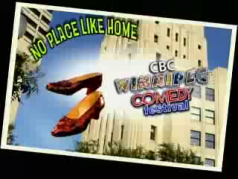 NO PLACE LIKE HOME
CBC
WINNIPEG
COMEDY
festival